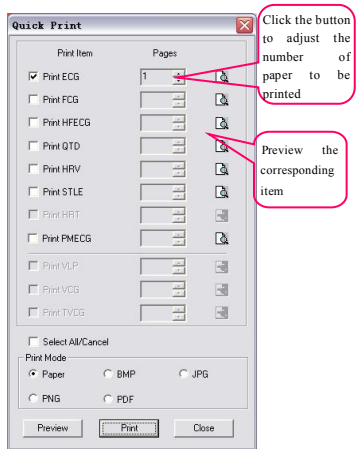 Quick Print
Print Item Pages
Print ECG 1
Print FCG
Print HFECG
Print QTD
Print HRV
Print STLE
Print HRT
Print PMECG
Print VLP
Print VCG
Print TVCG
Select All/Cancel
Print Mode
Paper BMP JPG
PNG PDF
Preview Print Close
Click the button
to adjust the
number of
paper to be
printed
Preview the
corresponding
item